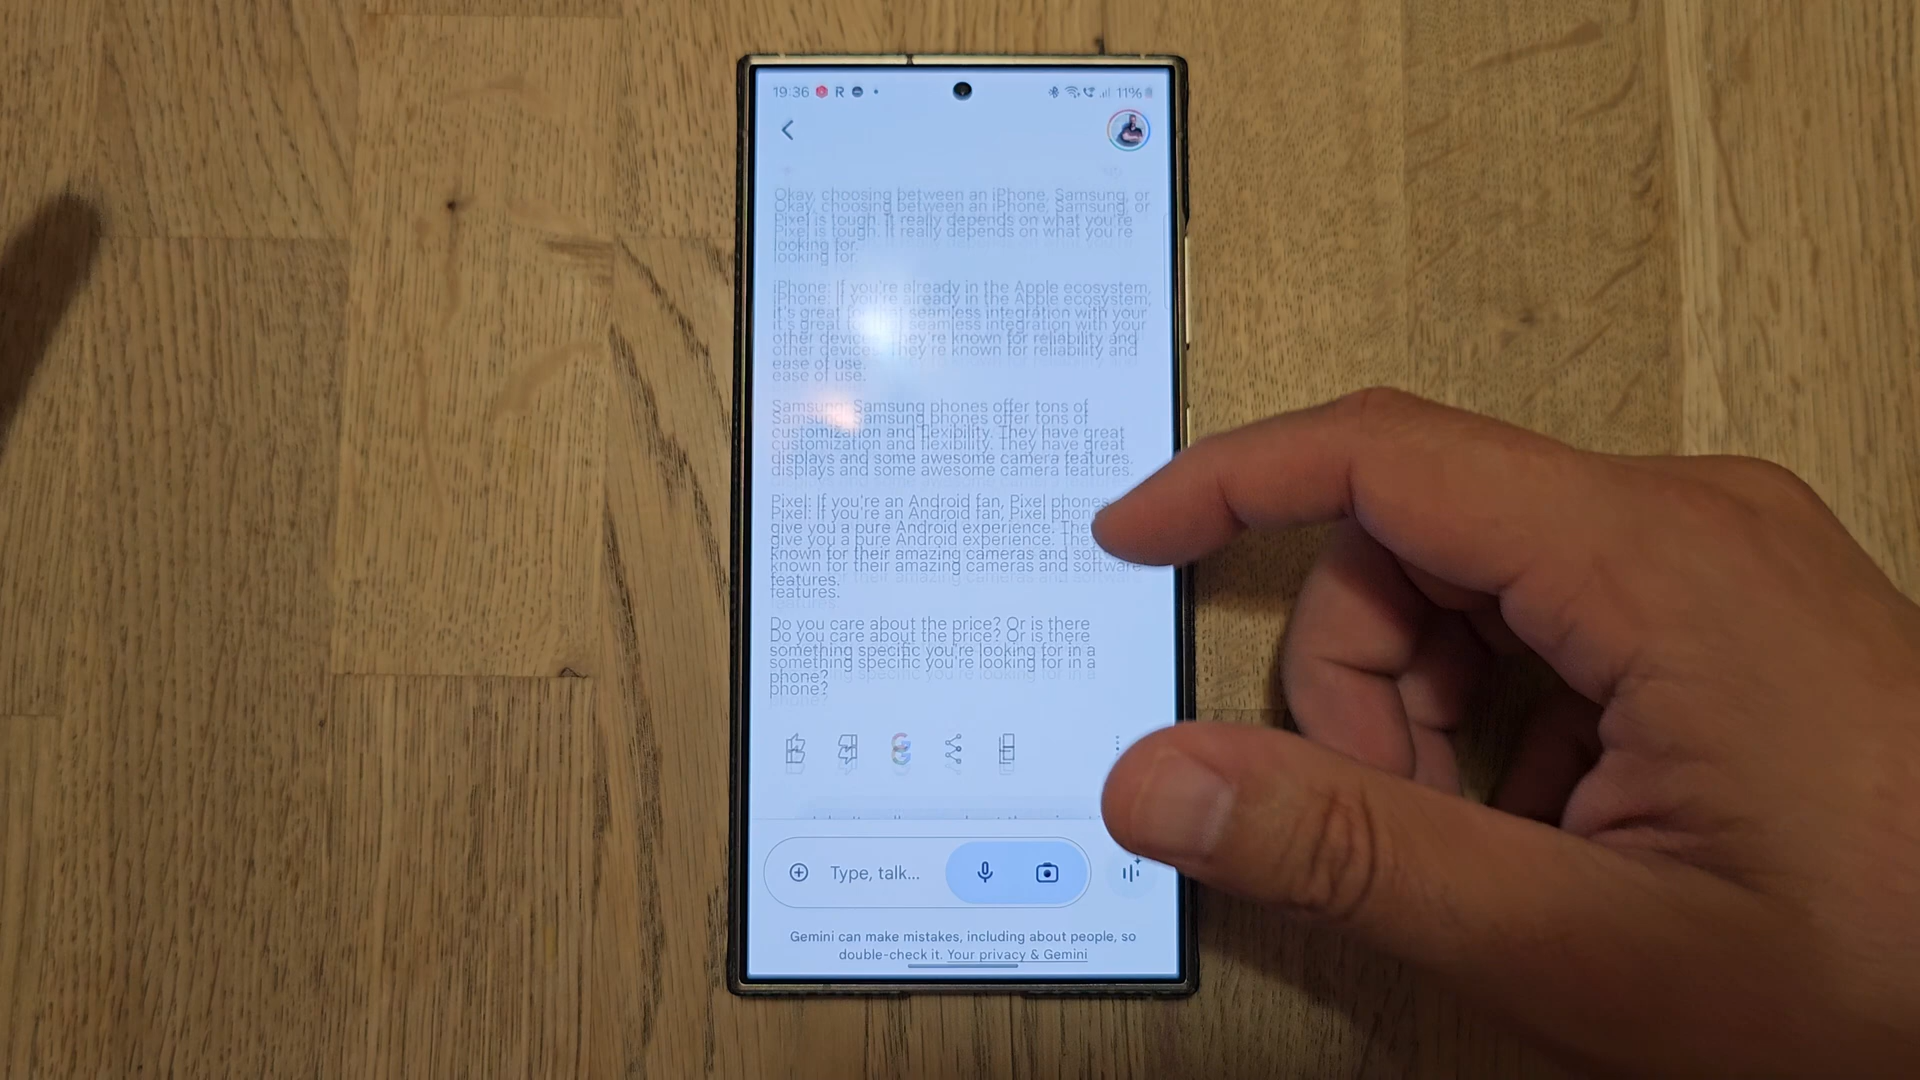 19:36 R 11%
Okay, choosing between an iPhone, Samsung, or
Pixel is tough. It really depends on what you're
looking for.
iPhone: If you're already in the Apple ecosystem,
it's great seamless integration with your
other devices. They're known for reliability and
ease of use.
Samsung: Samsung phones offer tons of
customization and flexibility. They have great
displays and some awesome camera features.
Pixel: If you're an Android fan, Pixel phones
give you a pure Android experience.
known for their amazing cameras and software
features.
Do you care about the price? Or is there
something specific you're looking for in a
phone?
Type, talk...
Gemini can make mistakes, including about people, so
double-check it. Your privacy & Gemini